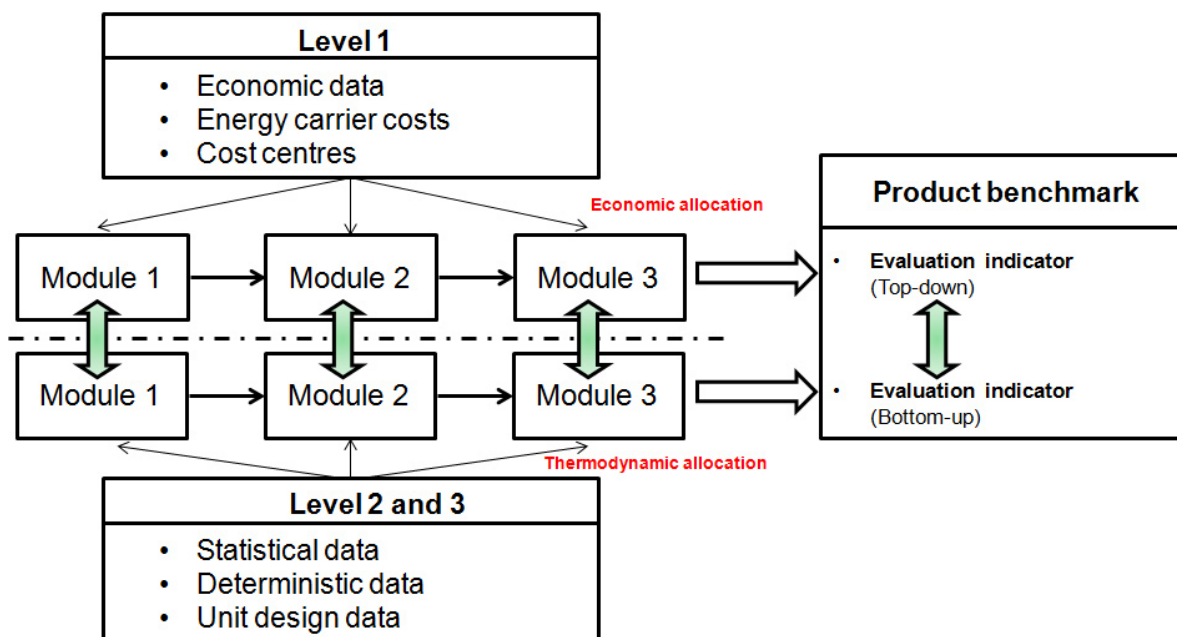 Level 1
• Economic data
• Energy carrier costs
• Cost centres
Economic allocation
Module 1
Module 2
Module 3
Module 1
Module 2
Module 3
Thermodynamic allocation
Level 2 and 3
• Statistical data
• Deterministic data
• Unit design data
Product benchmark
• Evaluation indicator
(Top-down)
• Evaluation indicator
(Bottom-up)